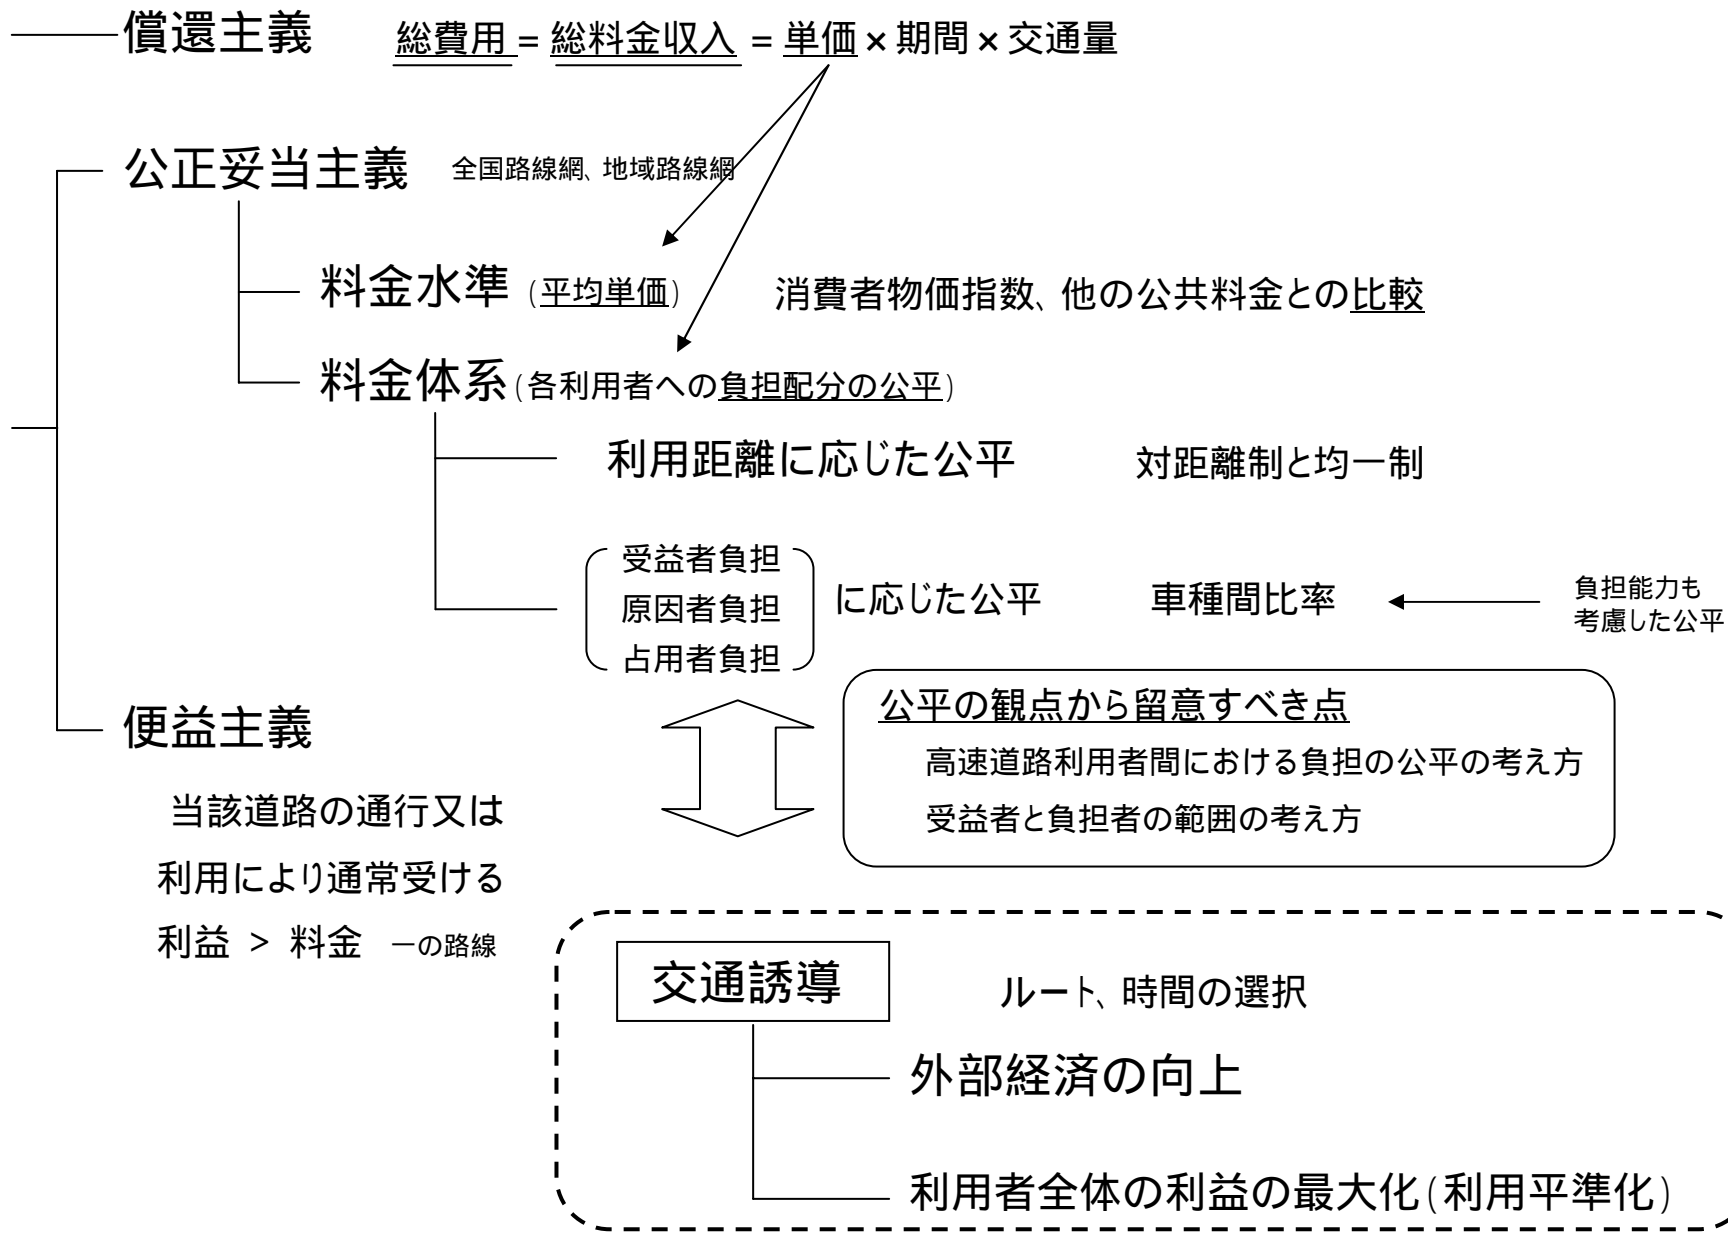 償還主義 総費用 = 総料金収入 = 単価 × 期間 × 交通量
公正妥当主義 全国路線網、地域路線網
料金水準 (平均単価) 消費者物価指数、他の公共料金との比較
料金体系 (各利用者への負担配分の公平)
利用距離に応じた公平 対距離制と均一制
受益者負担
原因者負担
占用者負担
に応じた公平 車種間比率
負担能力も
考慮した公平
公平の観点から留意すべき点
高速道路利用者間における負担の公平の考え方
受益者と負担者の範囲の考え方
便益主義
当該道路の通行又は
利用により通常受ける
利益 > 料金 一の路線
交通誘導 ルート、時間の選択
外部経済の向上
利用者全体の利益の最大化(利用平準化)